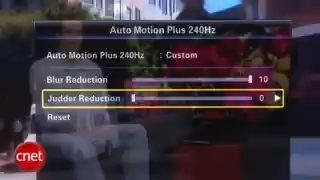 Auto Motion Plus 240Hz
Auto Motion Plus 240Hz : Custom
Blur Reduction 10
Judder Reduction 0
Reset
cnet